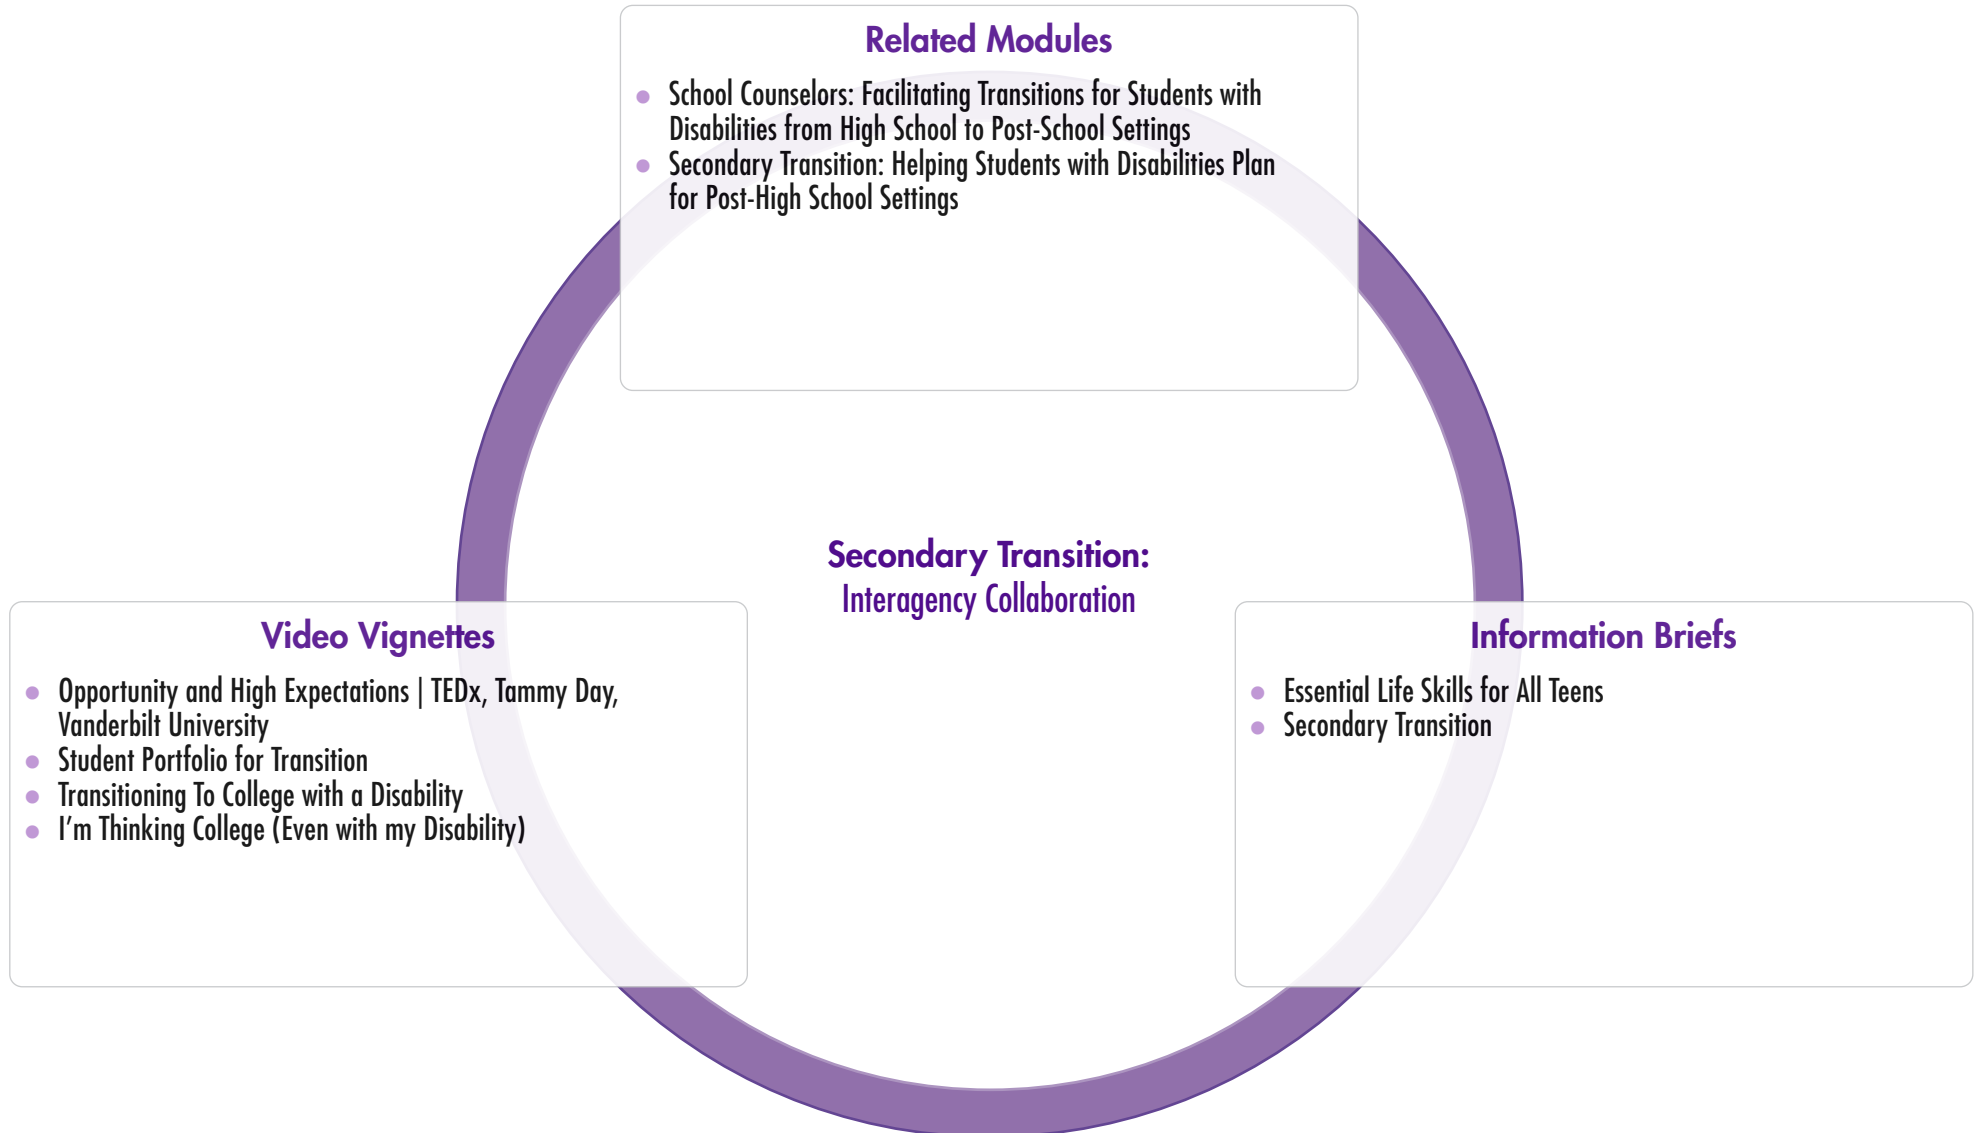 Related Modules
School Counselors: Facilitating Transitions for Students with
Disabilities from High School to Post-School Settings
Secondary Transition: Helping Students with Disabilities Plan
for Post-High School Settings
Secondary Transition:
Interagency Collaboration
Video Vignettes
Opportunity and High Expectations | TEDx, Tammy Day,
Vanderbilt University
Student Portfolio for Transition
Transitioning To College with a Disability
I’m Thinking College (Even with my Disability)
Information Briefs
Essential Life Skills for All Teens
Secondary Transition